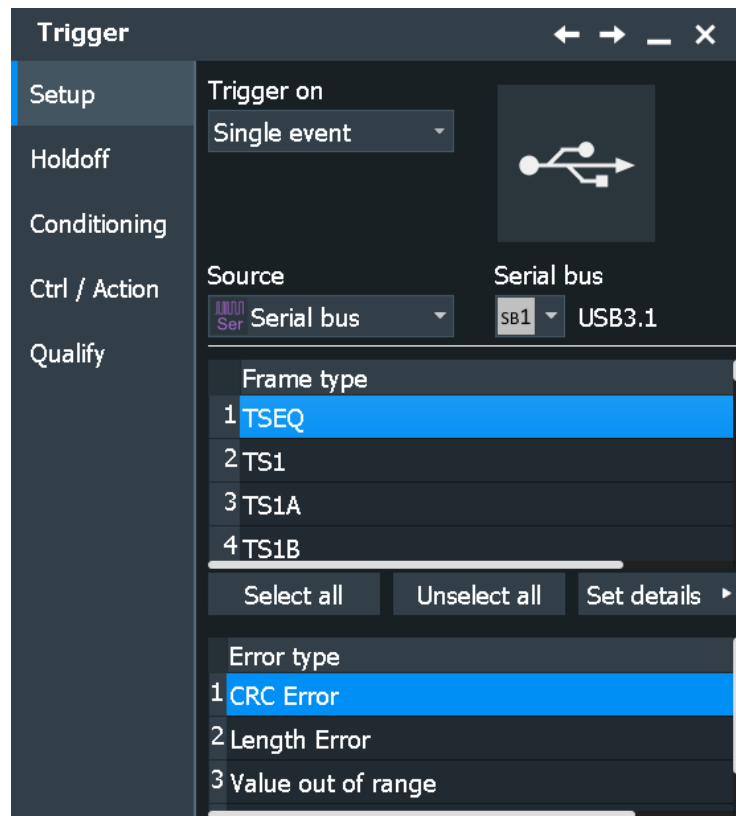 Trigger
Setup
Holdoff
Conditioning
Ctrl / Action
Qualify
Trigger on
Single event
Source
Serial bus
Ser Serial bus
SB1 USB3.1
Frame type
1 TSEQ
2 TS1
3 TS1A
4 TS1B
Select all
Unselect all
Set details
Error type
1 CRC Error
2 Length Error
3 Value out of range